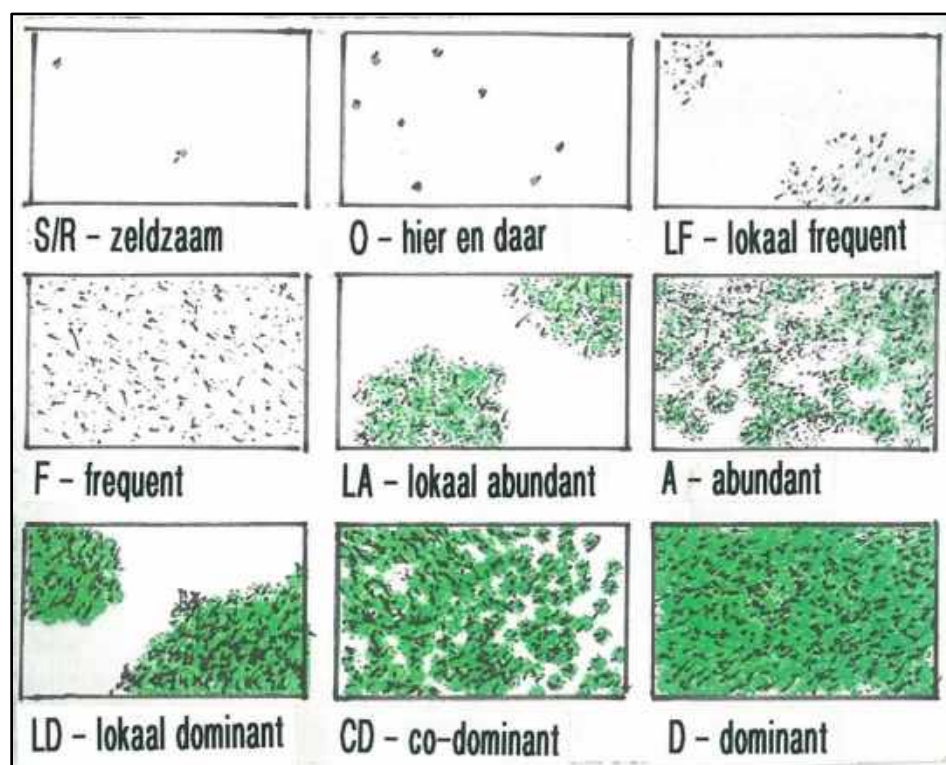 S/R – zeldzaam
O – hier en daar
LF – lokaal frequent
F – frequent
LA – lokaal abundant
A – abundant
LD – lokaal dominant
CD – co-dominant
D – dominant